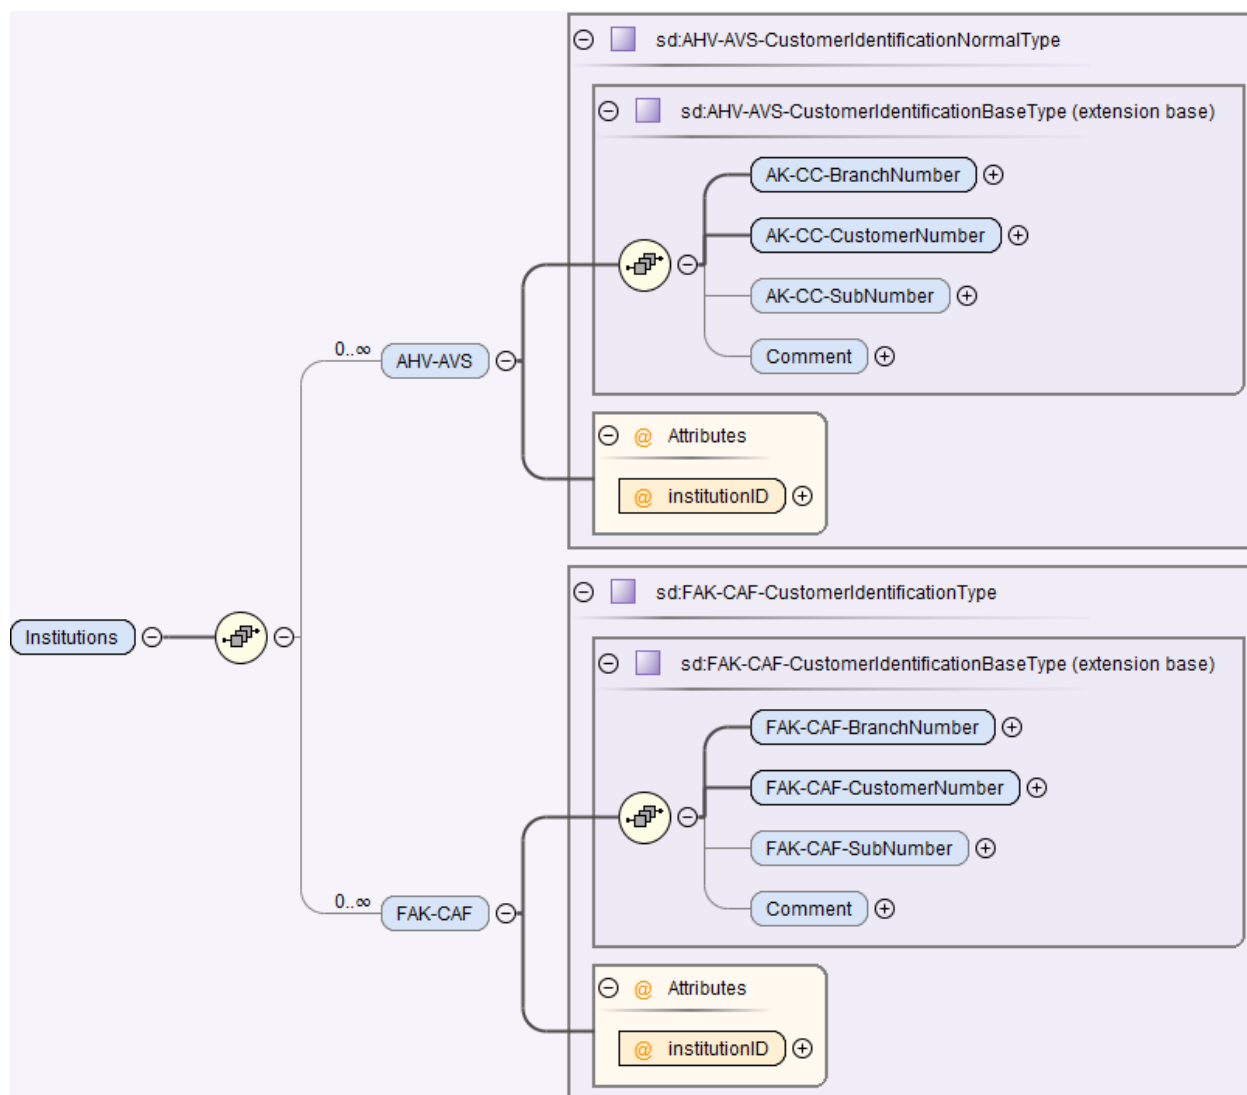 sd:AHV-AVS-CustomerIdentificationNormalType
sd:AHV-AVS-CustomerIdentificationBaseType (extension base)
AK-CC-BranchNumber
AK-CC-CustomerNumber
AK-CC-SubNumber
Comment
0..∞
AHV-AVS
@ Attributes
@ institutionID
Institutions
sd:FAK-CAF-CustomerIdentificationType
sd:FAK-CAF-CustomerIdentificationBaseType (extension base)
FAK-CAF-BranchNumber
FAK-CAF-CustomerNumber
FAK-CAF-SubNumber
Comment
0..∞
FAK-CAF
@ Attributes
@ institutionID